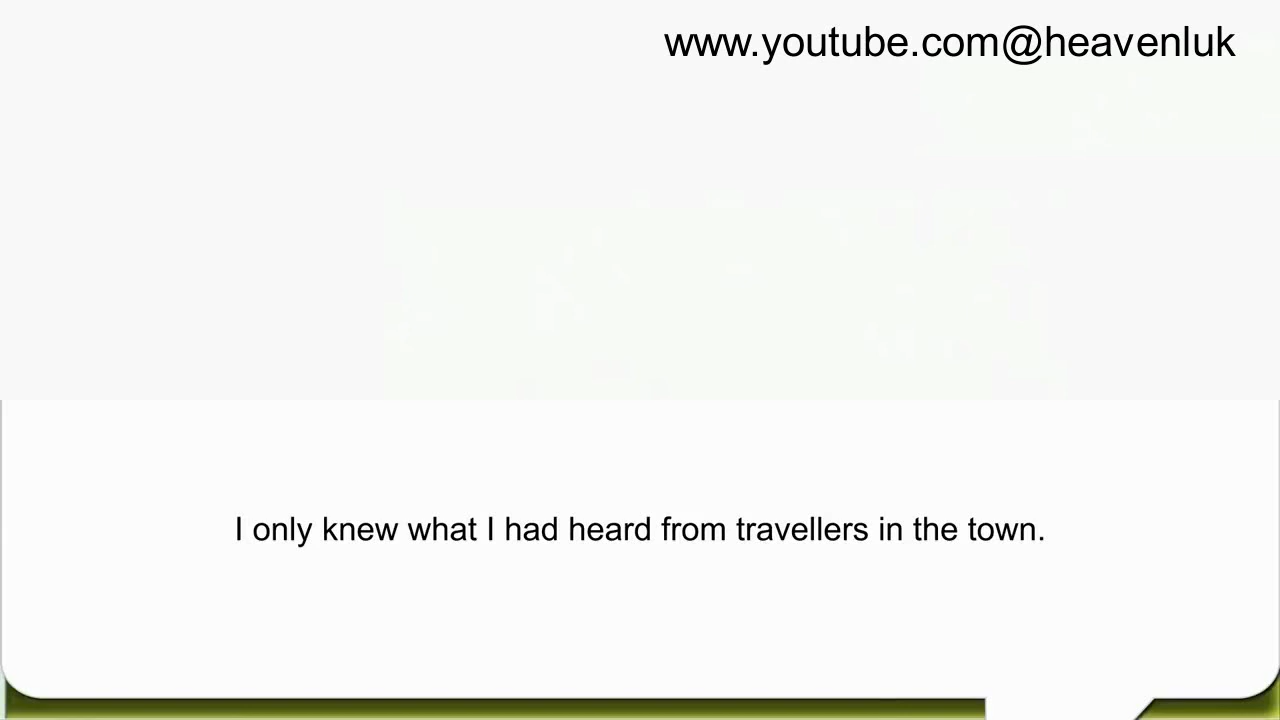 www.youtube.com@heavenluk
I only knew what I had heard from travellers in the town.